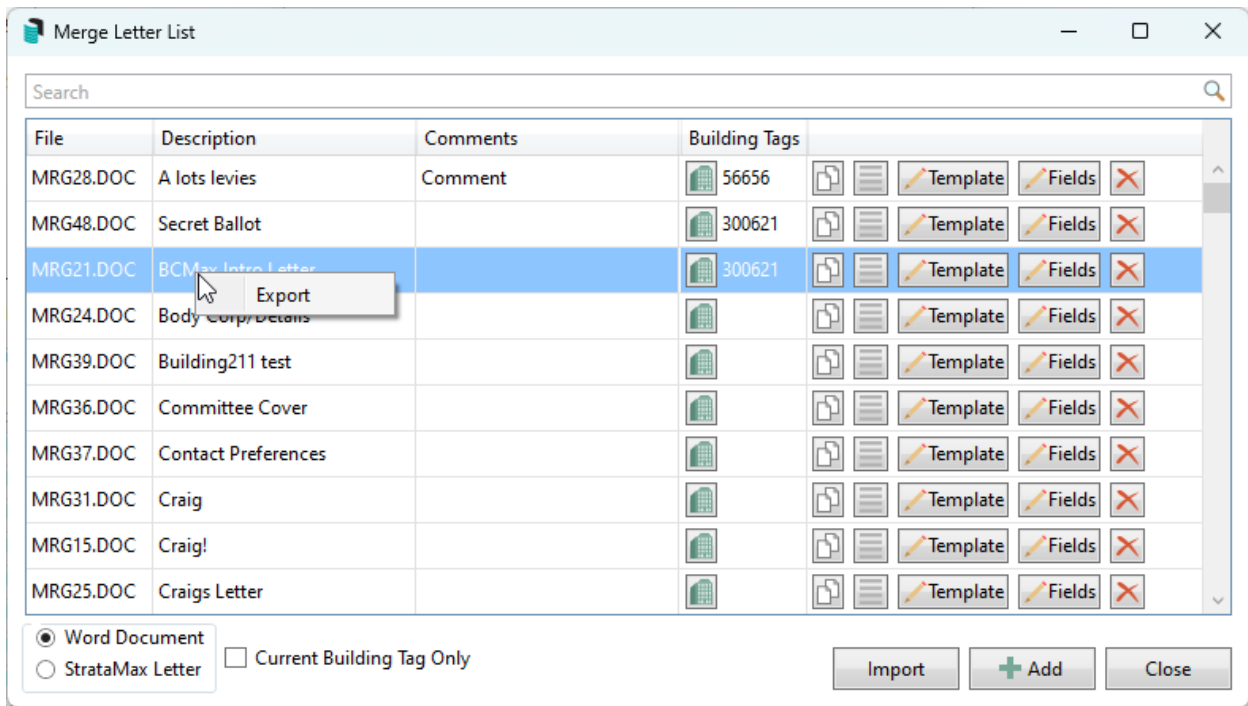 Merge Letter List
Search
File Description Comments Building Tags
MRG28.DOC A lots levies Comment 56656 Template Fields
MRG48.DOC Secret Ballot 300621 Template Fields
MRG21.DOC BCMax Intro Letter 300621 Template Fields
Export
MRG24.DOC Body Corp/Details Template Fields
MRG39.DOC Building211 test Template Fields
MRG36.DOC Committee Cover Template Fields
MRG37.DOC Contact Preferences Template Fields
MRG31.DOC Craig Template Fields
MRG15.DOC Craig! Template Fields
MRG25.DOC Craigs Letter Template Fields
Word Document
StrataMax Letter
Current Building Tag Only
Import Add Close